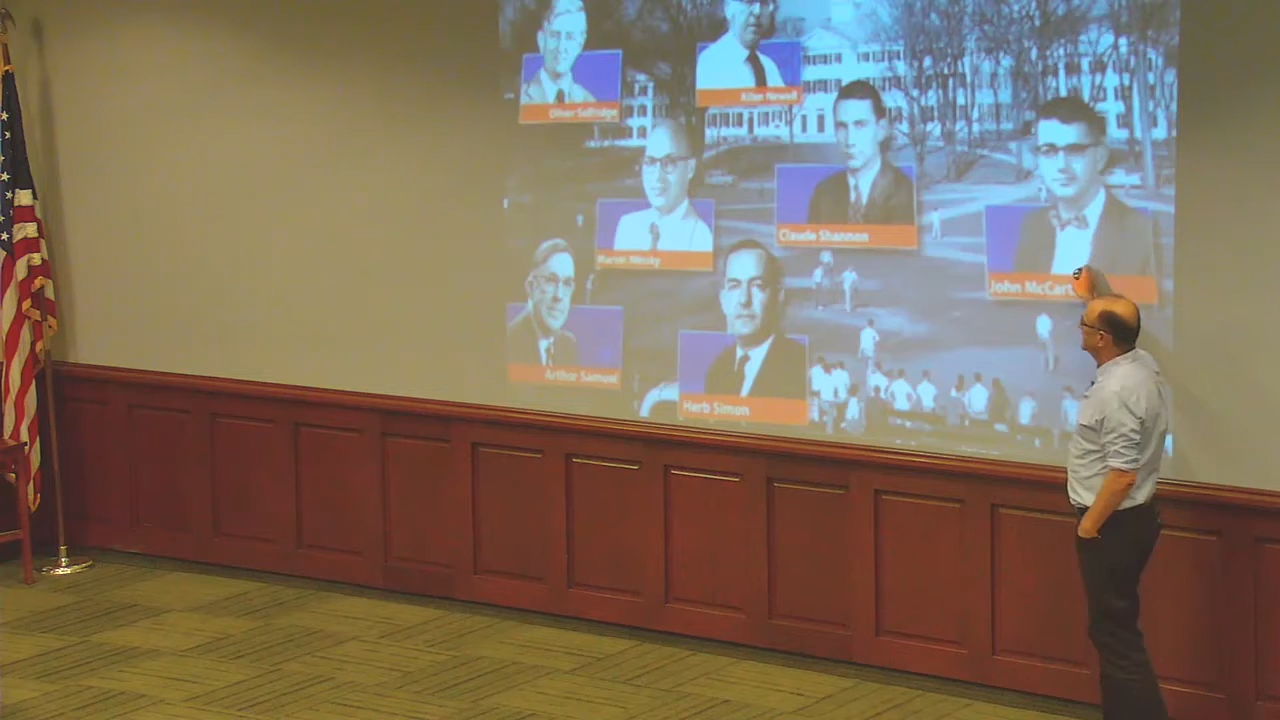 Oliver Selfridge
Allen Newell
Claude Shannon
Marvin Minsky
John McCart
Arthur Samuel
Herb Simon